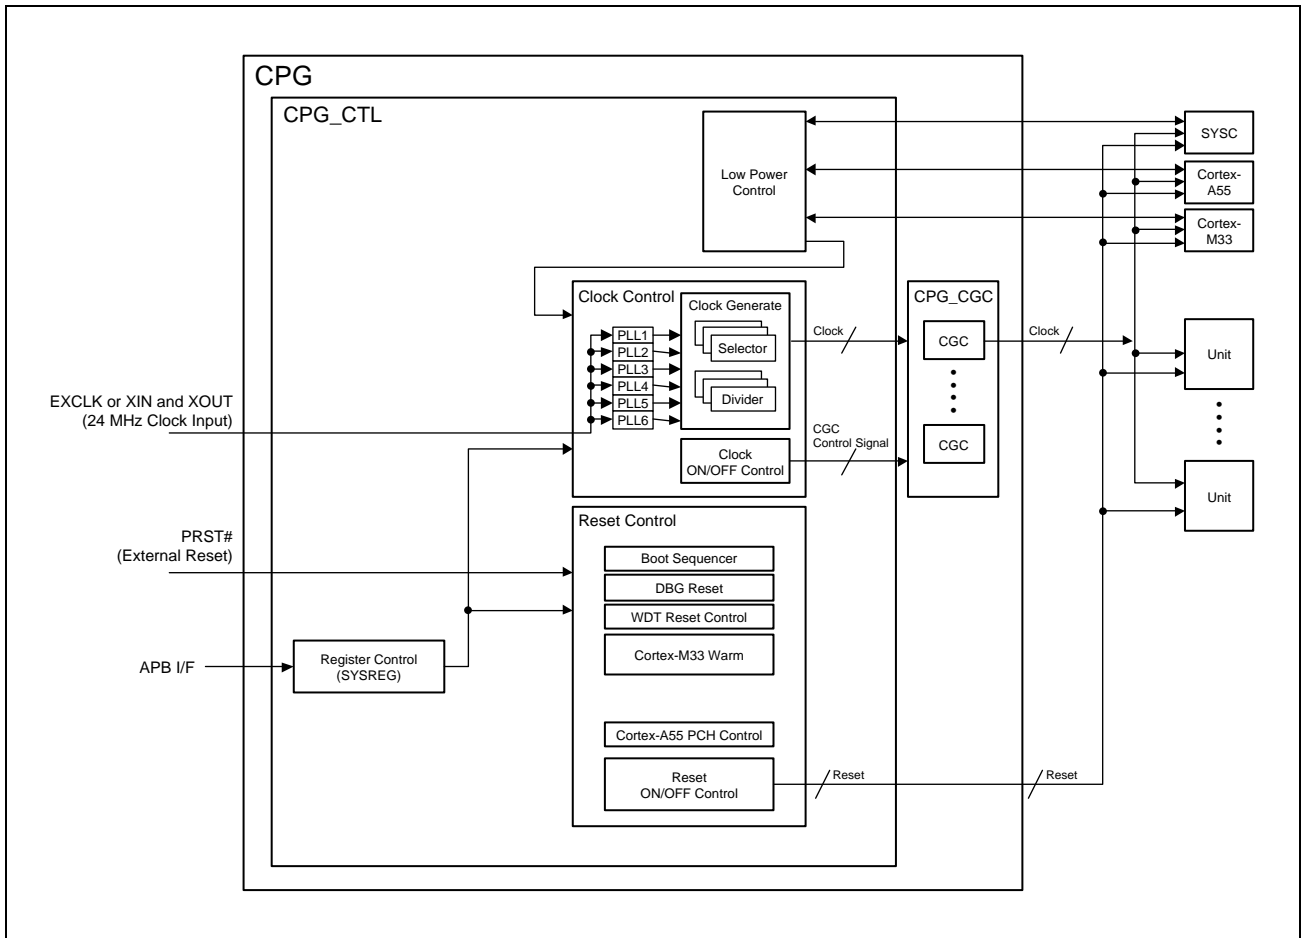 CPG
CPG_CTL
Low Power
Control
SYSC
Cortex-
A55
Cortex-
M33
Clock Control
PLL1
PLL2
PLL3
PLL4
PLL5
PLL6
Clock Generate
Selector
Divider
Clock
ON/OFF Control
Clock
CGC
Control Signal
CPG_CGC
CGC
CGC
Clock
Unit
Unit
EXCLK or XIN and XOUT
(24 MHz Clock Input)
PRST#
(External Reset)
APB I/F
Register Control
(SYSREG)
Reset Control
Boot Sequencer
DBG Reset
WDT Reset Control
Cortex-M33 Warm
Cortex-A55 PCH Control
Reset
ON/OFF Control
Reset
Reset